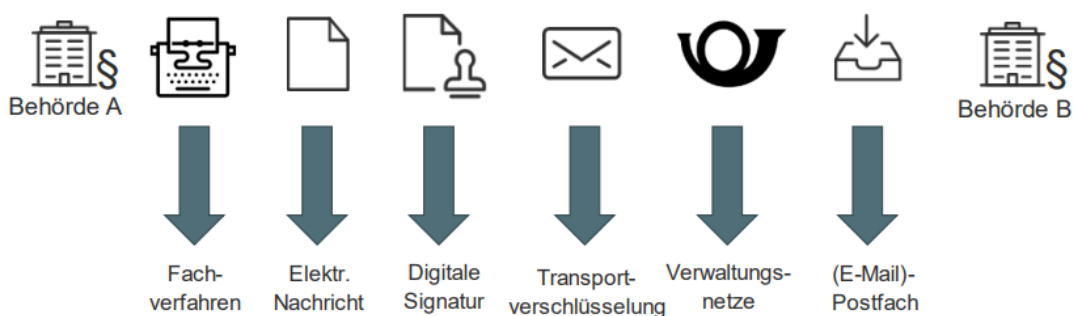 §
Behörde A
§
Behörde B
Fach-
verfahren
Elektr.
Nachricht
Digitale
Signatur
Transport-
verschlüsselung
Verwaltungs-
netze
(E-Mail)-
Postfach